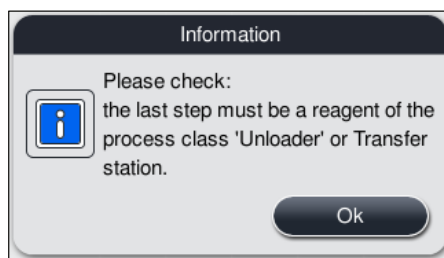 Information
Please check:
the last step must be a reagent of the
process class 'Unloader' or Transfer
station.
Ok